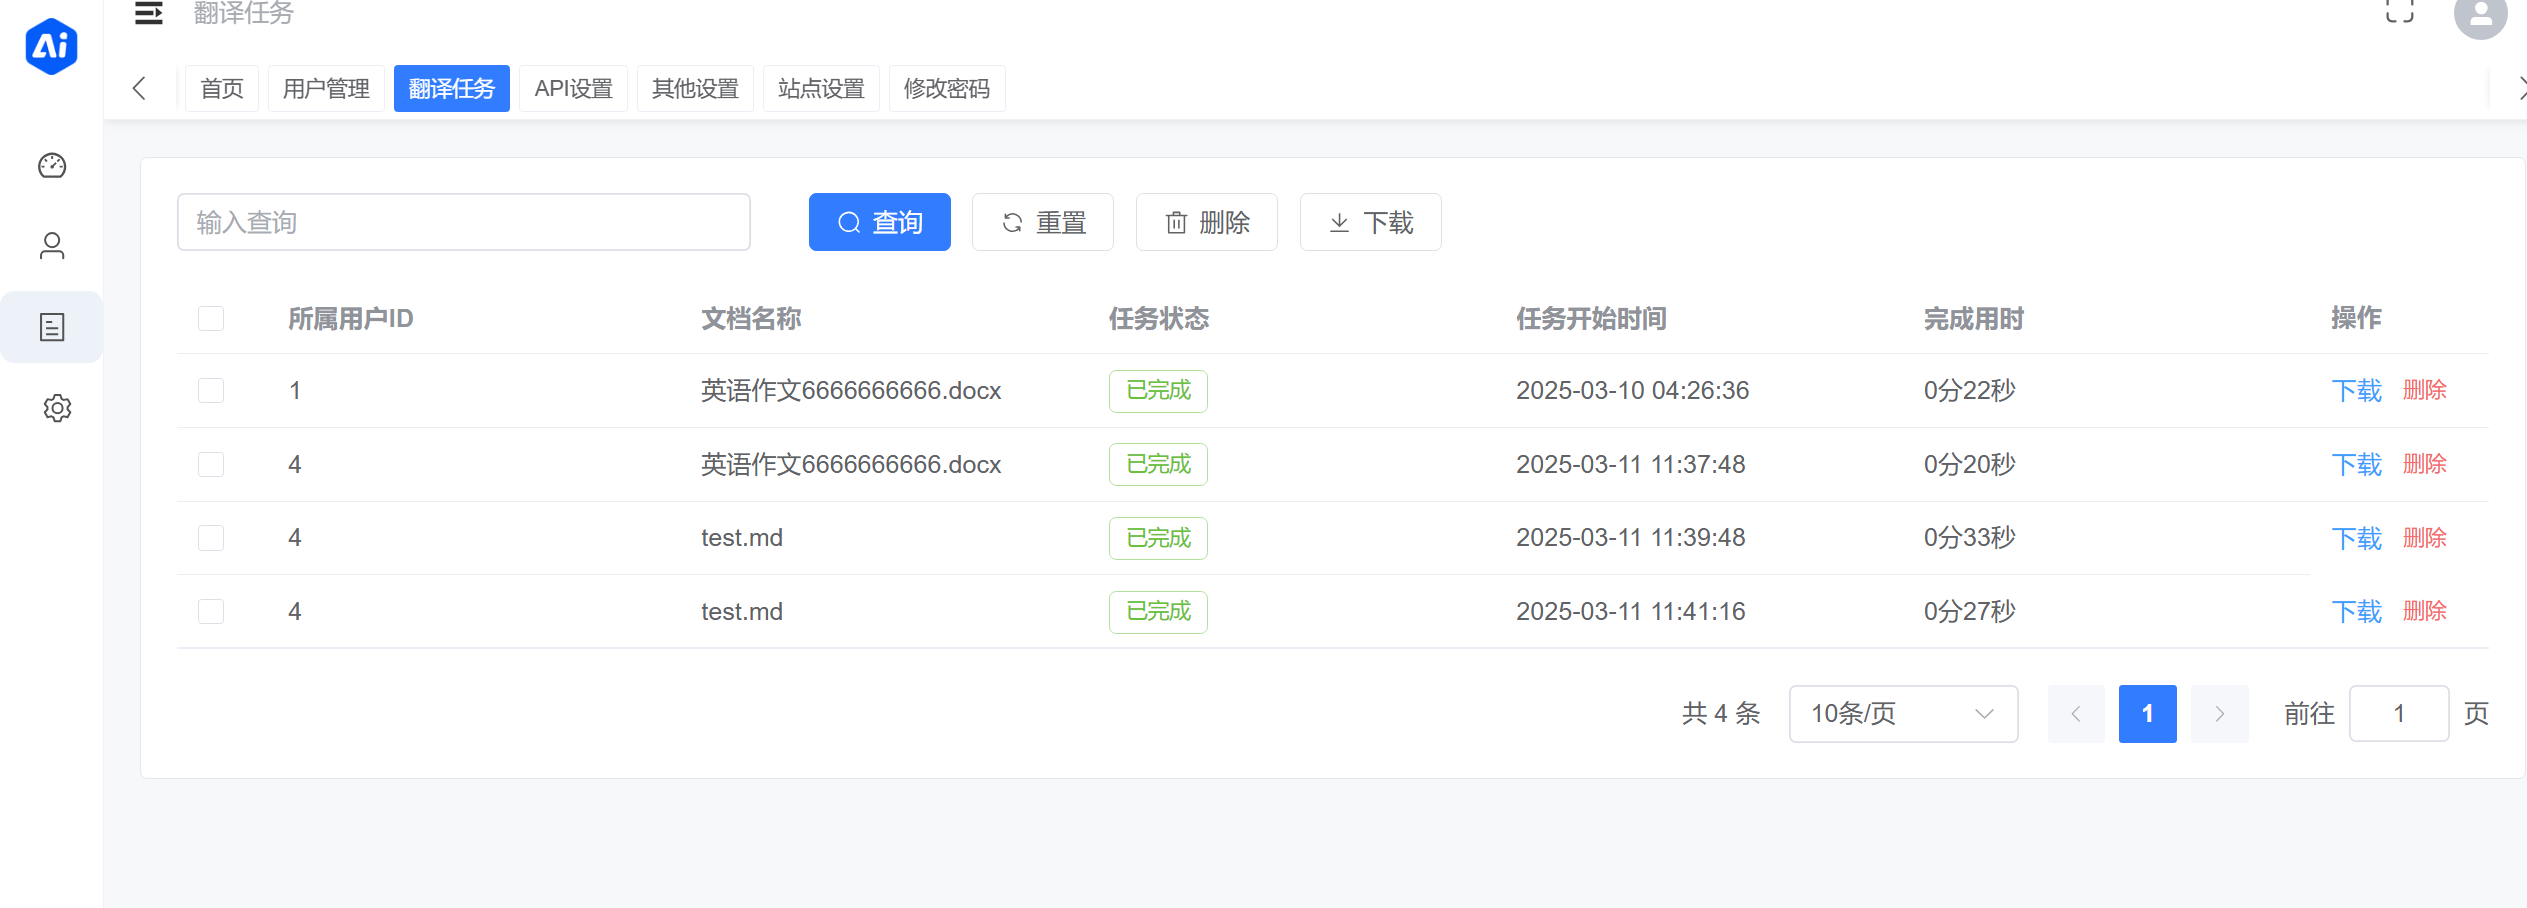 Ai
翻译任务
首页 用户管理 翻译任务 API设置 其他设置 站点设置 修改密码
输入查询 查询 重置 删除 下载
所属用户ID 文档名称 任务状态 任务开始时间 完成用时 操作
1 英语作文6666666666.docx 已完成 2025-03-10 04:26:36 0分22秒 下载 删除
4 英语作文6666666666.docx 已完成 2025-03-11 11:37:48 0分20秒 下载 删除
4 test.md 已完成 2025-03-11 11:39:48 0分33秒 下载 删除
4 test.md 已完成 2025-03-11 11:41:16 0分27秒 下载 删除
共 4 条 10条/页 1 前往 1 页